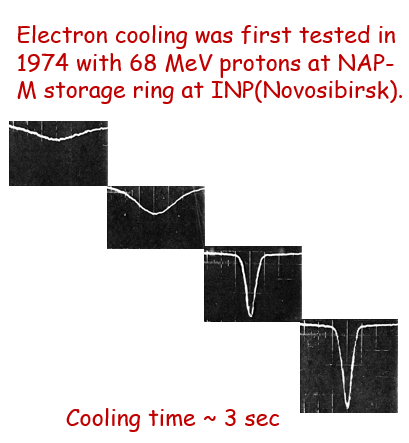 Electron cooling was first tested in
1974 with 68 MeV protons at NAP-
M storage ring at INP(Novosibirsk).
Cooling time ~ 3 sec